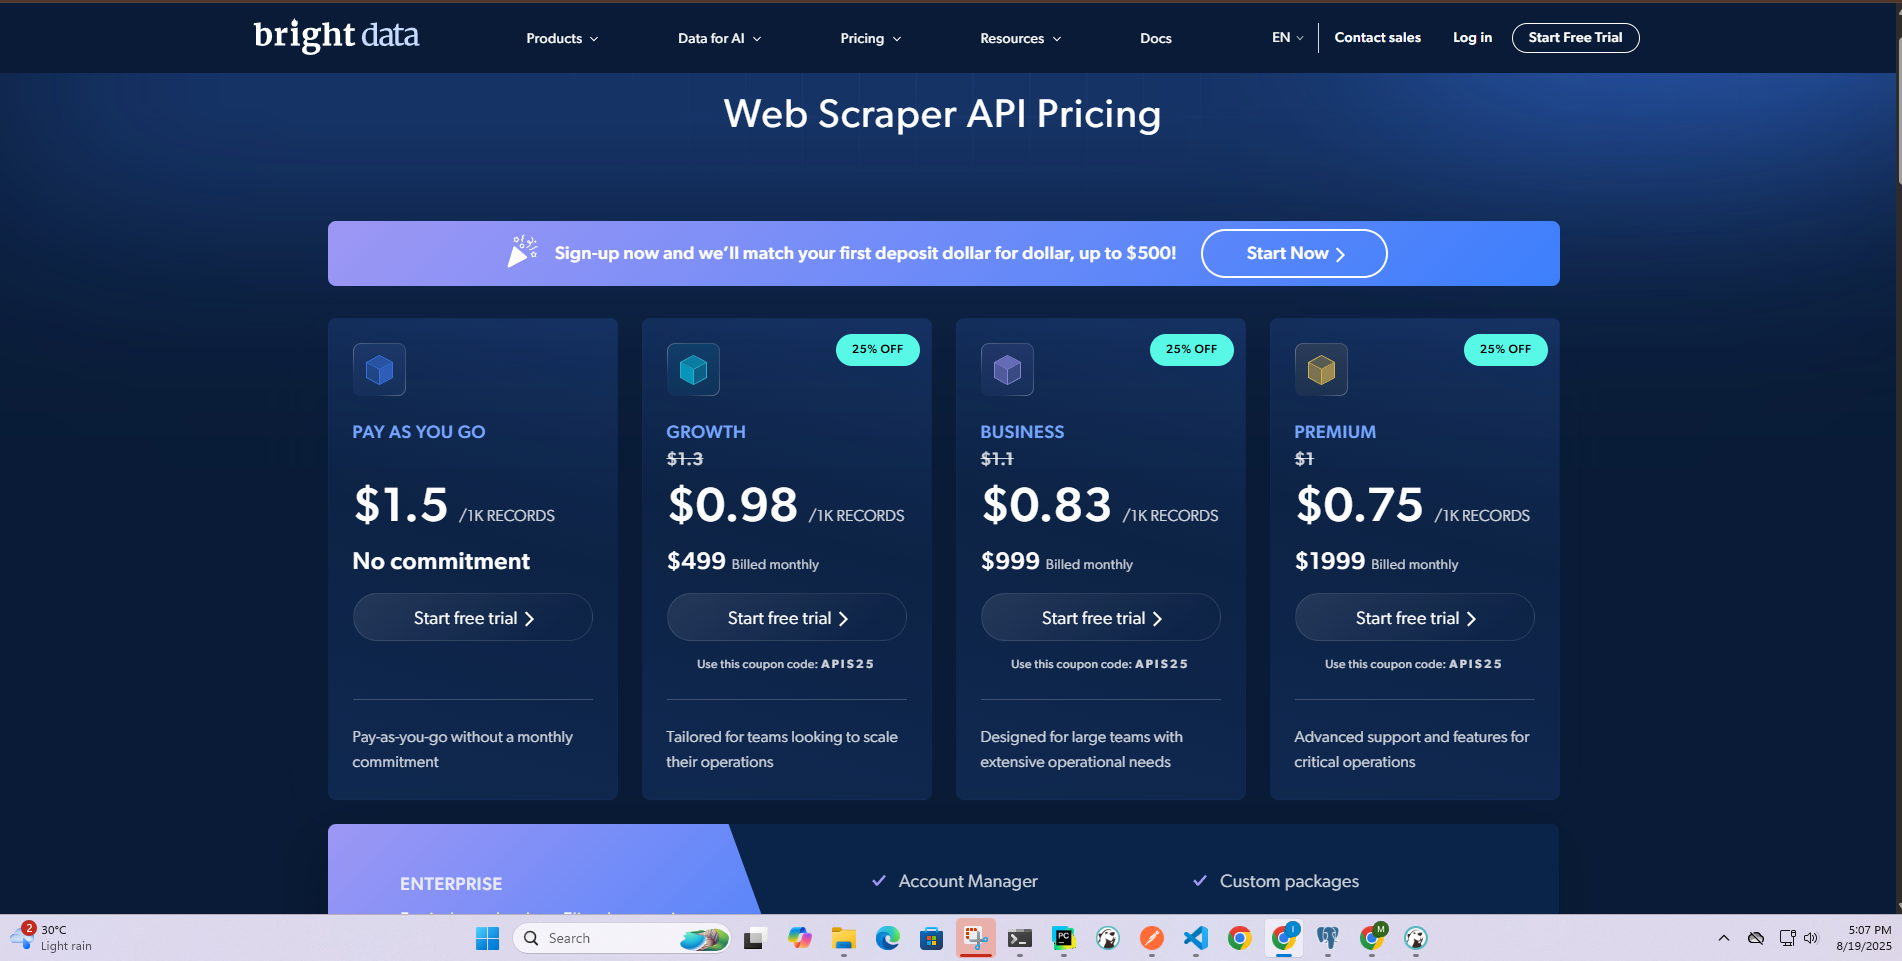 bright data
Products
Data for AI
Pricing
Resources
Docs
EN
Contact sales
Log in
Start Free Trial
Web Scraper API Pricing
Sign-up now and we'll match your first deposit dollar for dollar, up to $500!
Start Now
PAY AS YOU GO
$1.5 /1K RECORDS
No commitment
Start free trial
Pay-as-you-go without a monthly
commitment
25% OFF
GROWTH
$1.3
$0.98 /1K RECORDS
$499 Billed monthly
Start free trial
Use this coupon code: APIS25
Tailored for teams looking to scale
their operations
25% OFF
BUSINESS
$1.1
$0.83 /1K RECORDS
$999 Billed monthly
Start free trial
Use this coupon code: APIS25
Designed for large teams with
extensive operational needs
25% OFF
PREMIUM
$1
$0.75 /1K RECORDS
$1999 Billed monthly
Start free trial
Use this coupon code: APIS25
Advanced support and features for
critical operations
ENTERPRISE
Account Manager
Custom packages
2
30°C
Light rain
Search
PC
I
M
5:07 PM
8/19/2025